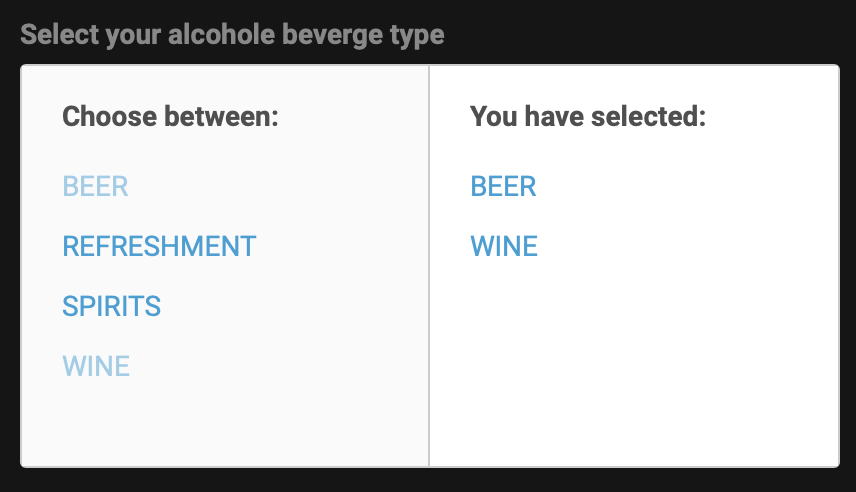 Select your alcohole beverge type
Choose between:
BEER
REFRESHMENT
SPIRITS
WINE
You have selected:
BEER
WINE